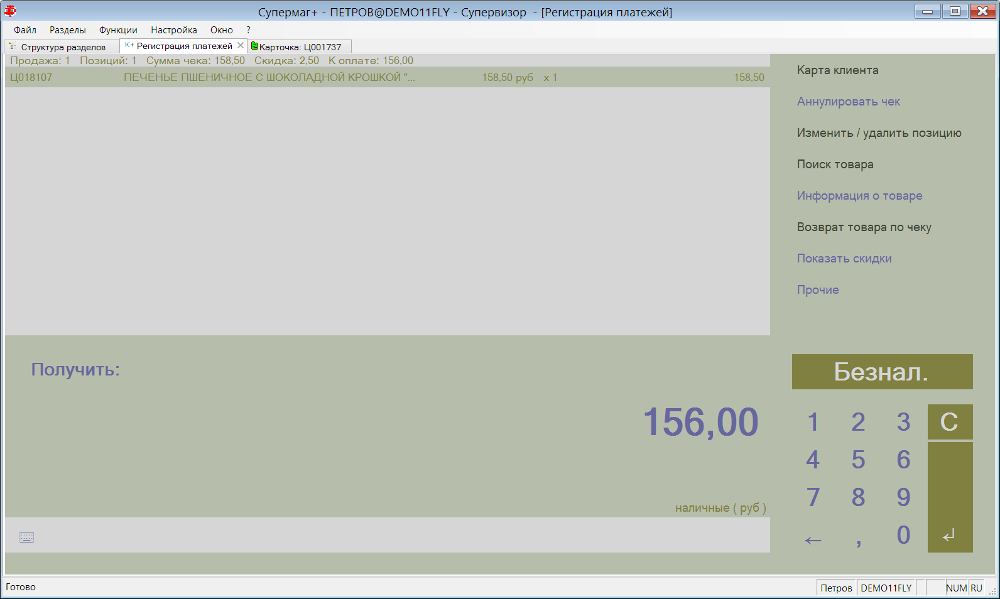 Супермаг+ - ПЕТРОВ@DEMO11FLY - Супервизор - [Регистрация платежей]
Файл Разделы Функции Настройка Окно ?
Структура разделов K+ Регистрация платежей Карточка: Ц001737
Продажа: 1 Позиций: 1 Сумма чека: 158,50 Скидка: 2,50 К оплате: 156,00
Ц018107 ПЕЧЕНЬЕ ПШЕНИЧНОЕ С ШОКОЛАДНОЙ КРОШКОЙ "... 158,50 руб x 1 158,50
Карта клиента
Аннулировать чек
Изменить / удалить позицию
Поиск товара
Информация о товаре
Возврат товара по чеку
Показать скидки
Прочие
Получить:
156,00
наличные ( руб )
Безнал.
1 2 3 C
4 5 6
7 8 9
← , 0 ↵
Готово Петров DEMO11FLY NUM RU